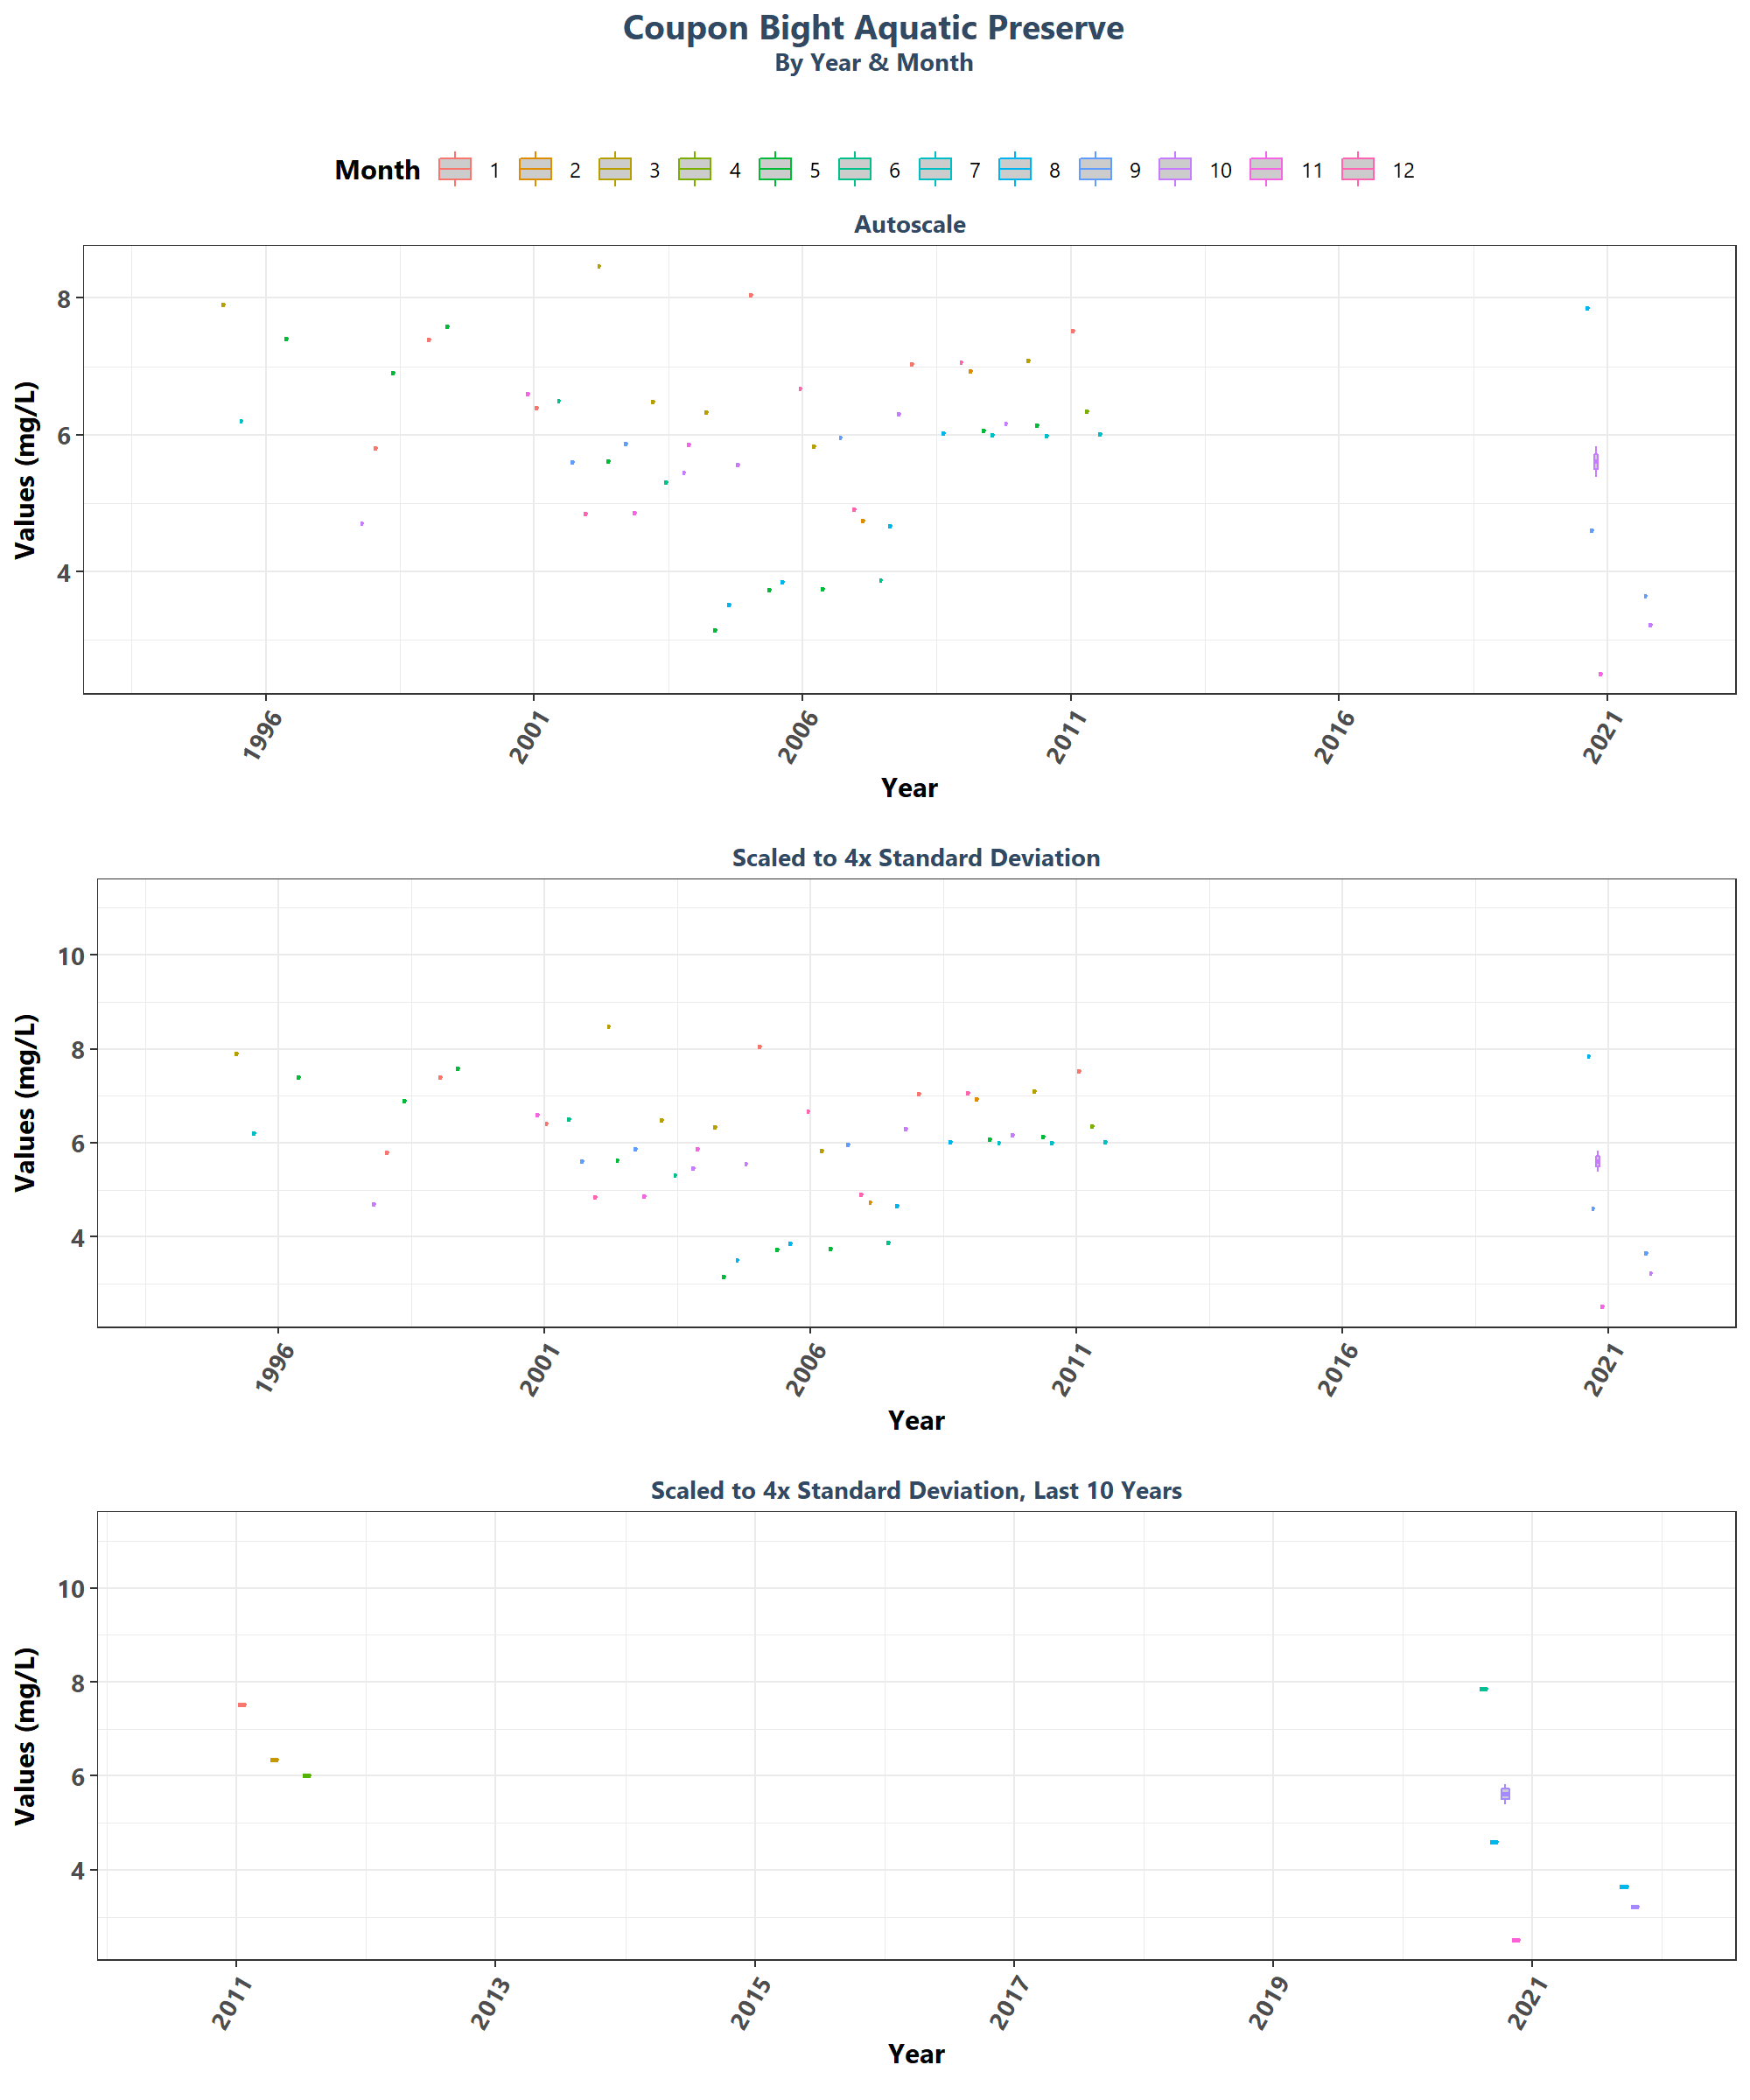 Coupon Bight Aquatic Preserve
By Year & Month
Month 1 2 3 4 5 6 7 8 9 10 11 12
Autoscale
Values (mg/L)
8
6
4
1996 2001 2006 2011 2016 2021
Year
Scaled to 4x Standard Deviation
Values (mg/L)
10
8
6
4
1996 2001 2006 2011 2016 2021
Year
Scaled to 4x Standard Deviation, Last 10 Years
Values (mg/L)
10
8
6
4
2011 2013 2015 2017 2019 2021
Year